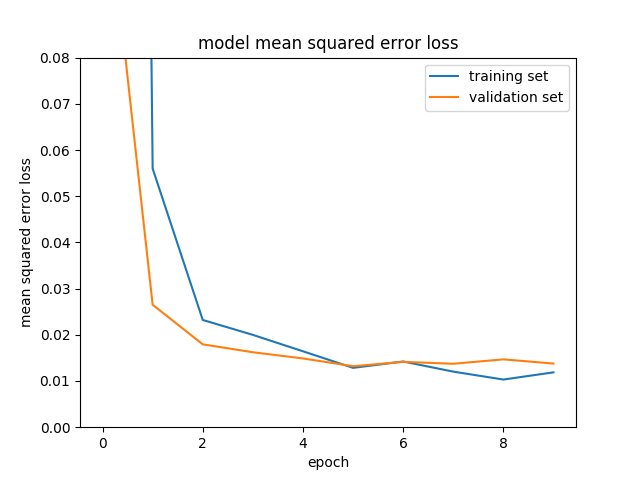 model mean squared error loss
training set
validation set
0.08
0.07
0.06
0.05
0.04
0.03
0.02
0.01
0.00
mean squared error loss
0 2 4 6 8
epoch